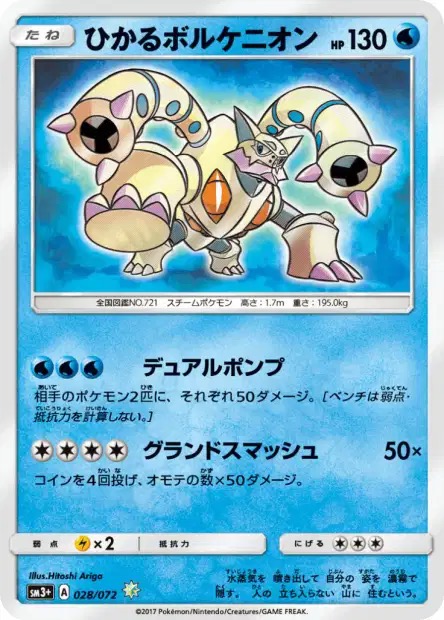 たね ひかるボルケニオン HP 130
全国図鑑NO.721 スチームポケモン 高さ：1.7m 重さ：195.0kg
デュアルポンプ
相手のポケモン2匹に、それぞれ50ダメージ。［ベンチは弱点・
抵抗力を計算しない。］
グランドスマッシュ 50×
コインを4回投げ、オモテの数×50ダメージ。
弱点 ×2 抵抗力 にげる
Illus.Hitoshi Ariga
SM3+ A 028/072
水蒸気を 噴き出して 自分の 姿を 濃霧で
隠す。 人の 立ち入らない 山に 住むという。
©2017 Pokémon/Nintendo/Creatures/GAME FREAK.